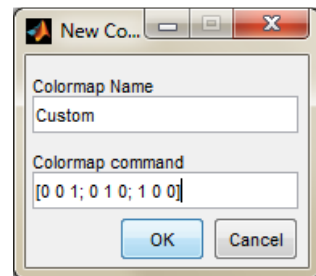 New Co...
Colormap Name
Custom
Colormap command
[0 0 1; 0 1 0; 1 0 0]
OK Cancel